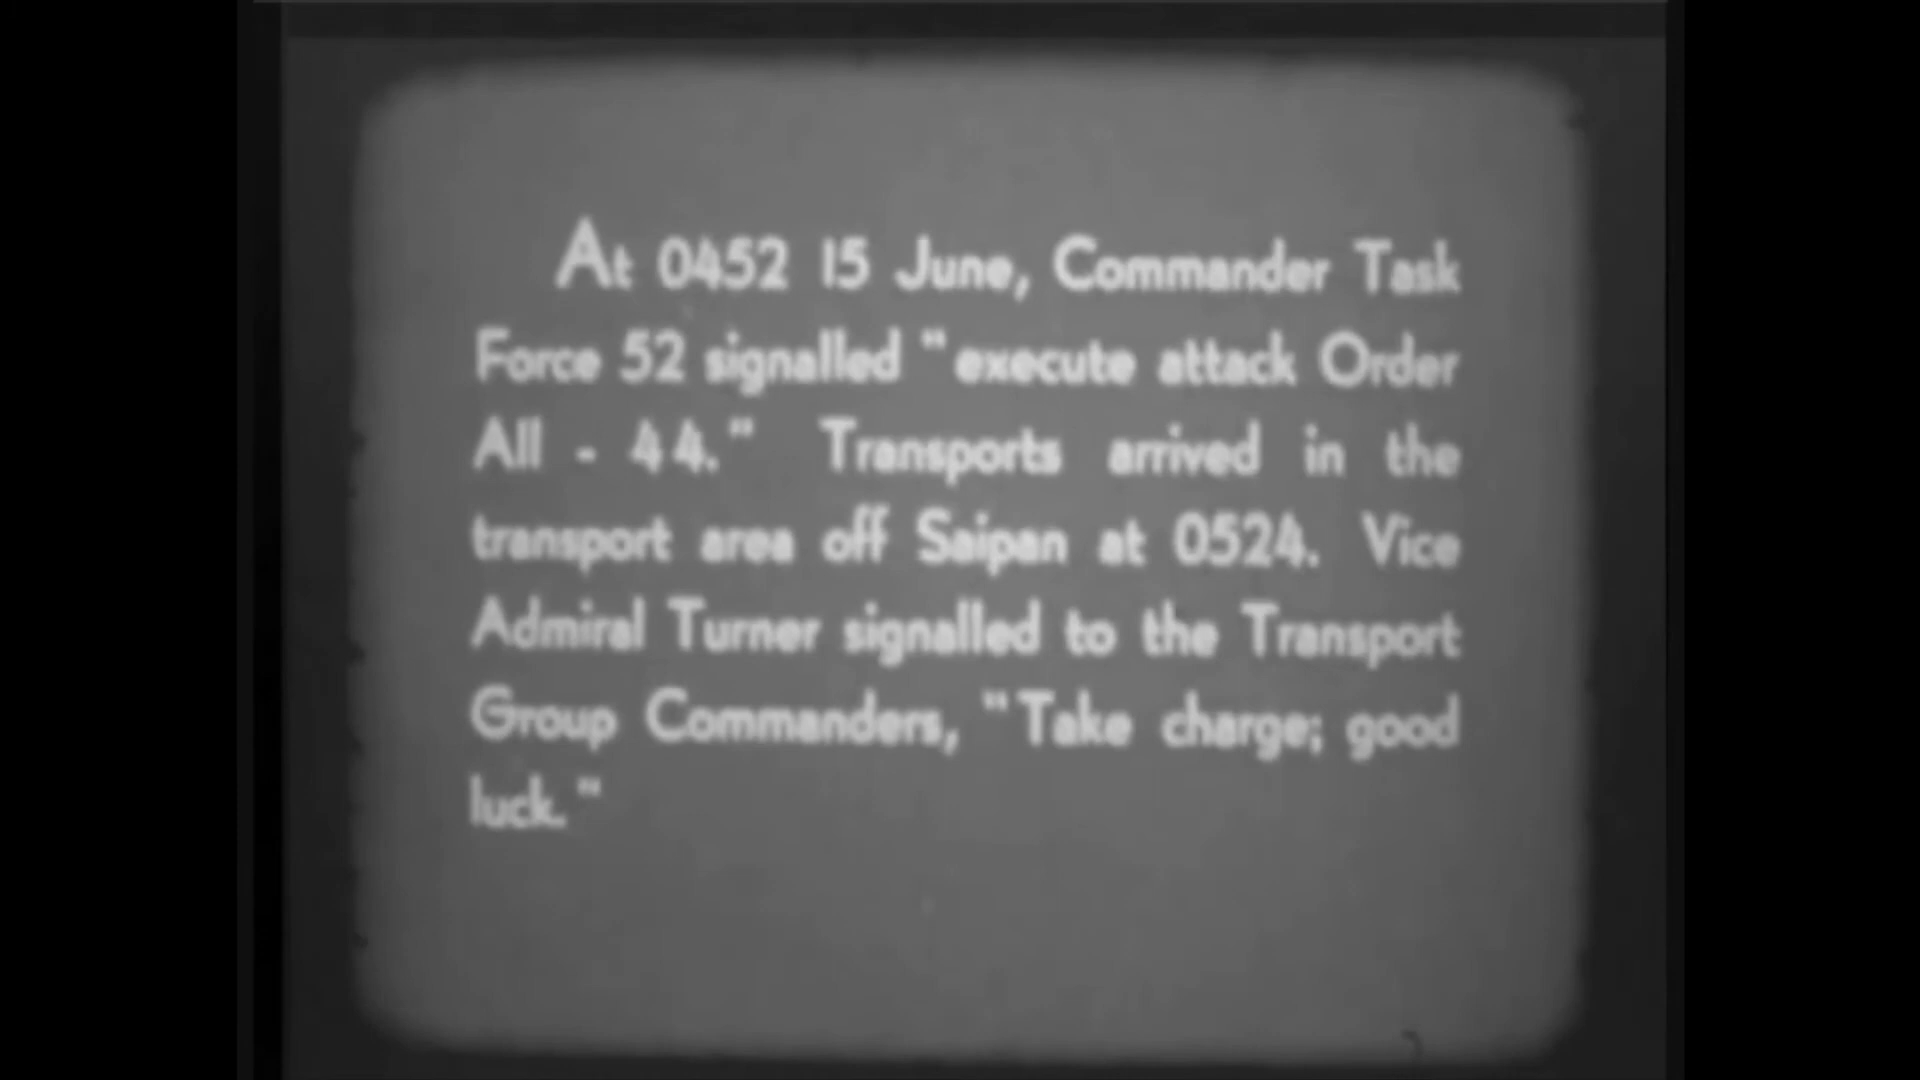 At 0452 15 June, Commander Task
Force 52 signalled "execute attack Order
All - 44." Transports arrived in the
transport area off Saipan at 0524. Vice
Admiral Turner signalled to the Transport
Group Commanders, "Take charge; good
luck."